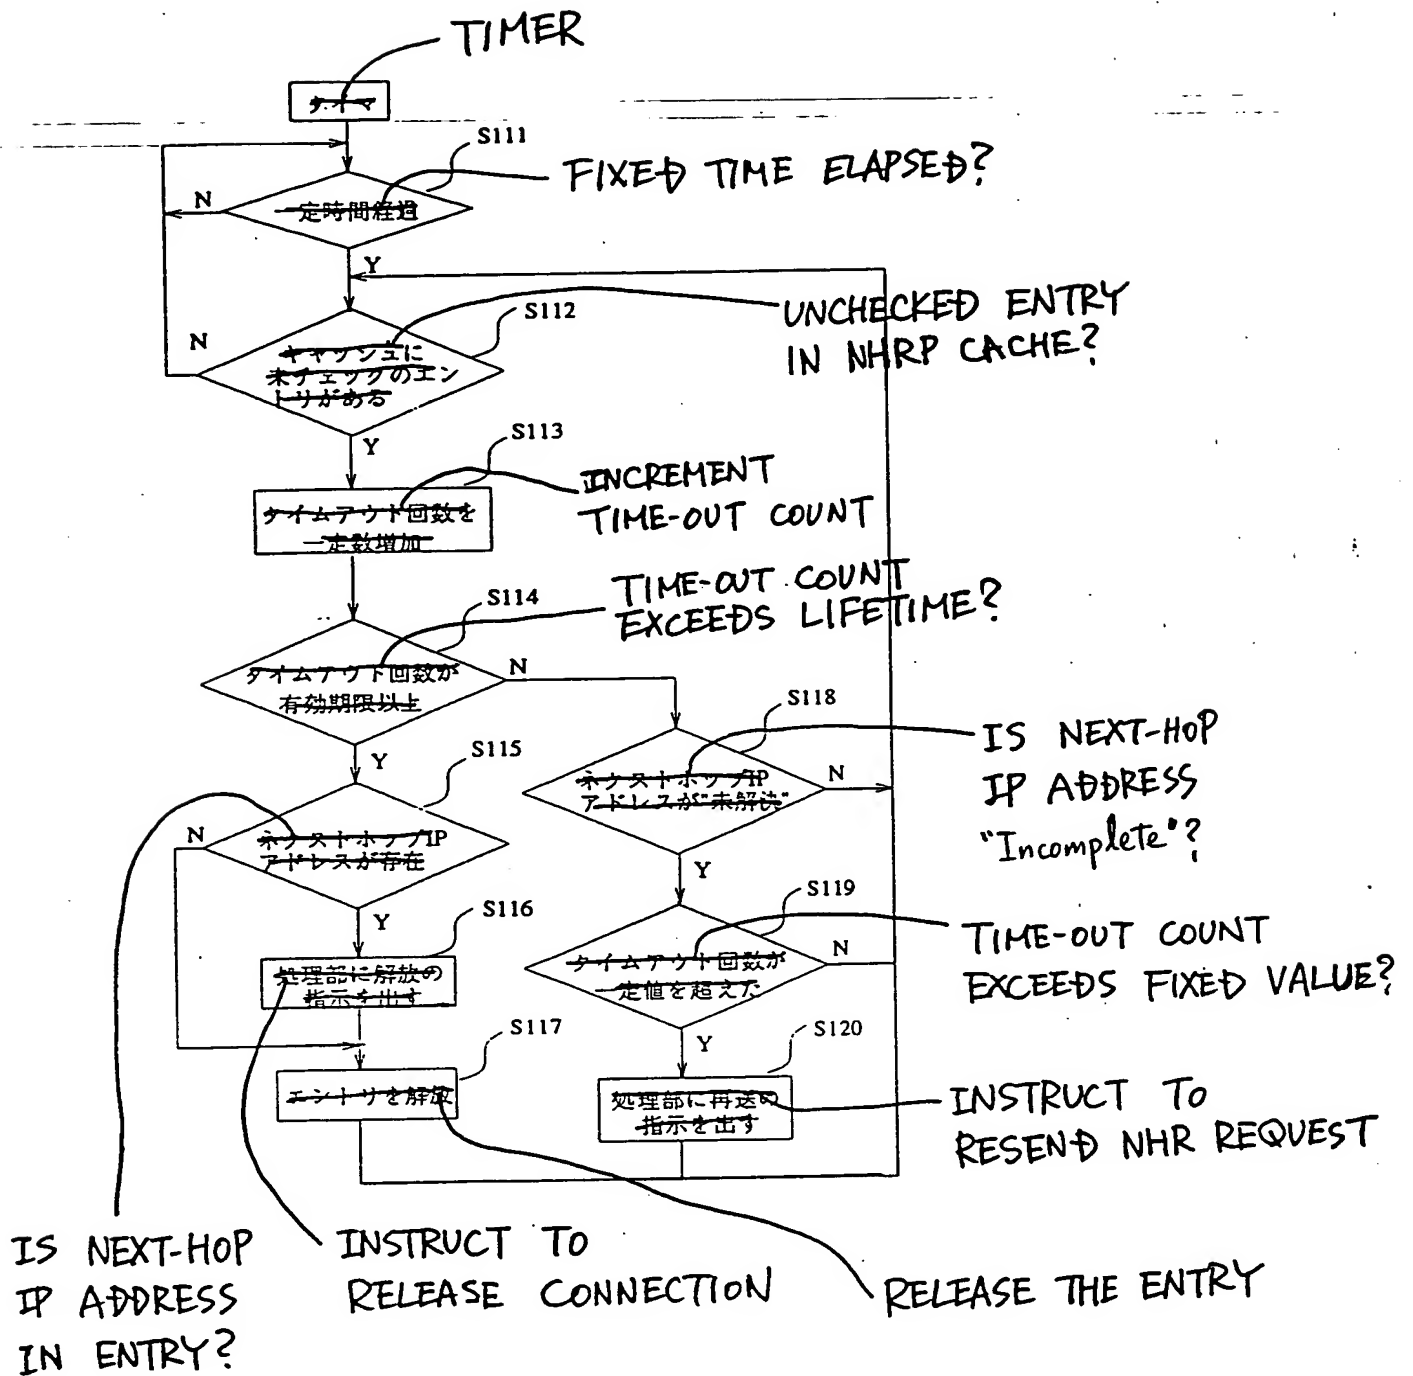 TIMER
タイマ
S111
FIXED TIME ELAPSED?
N
一定時間経過
Y
S112
UNCHECKED ENTRY
IN NHRP CACHE?
N
キャッシュに
未チェックのエン
トリがある
Y
S113
INCREMENT
TIME-OUT COUNT
タイムアウト回数を
一定数増加
S114
TIME-OUT COUNT
EXCEEDS LIFETIME?
タイムアウト回数が
有効期限以上
N
Y
S118
IS NEXT-HOP
IP ADDRESS
"Incomplete"?
ネクストホップIP
アドレスが"未解決"
N
Y
S115
N
ネクストホップIP
アドレスが存在
Y
S119
TIME-OUT COUNT
EXCEEDS FIXED VALUE?
タイムアウト回数が
一定値を超えた
N
Y
S116
処理部に解放の
指示を出す
S117
エントリを解放
S120
処理部に再送の
指示を出す
INSTRUCT TO
RESEND NHR REQUEST
IS NEXT-HOP
IP ADDRESS
IN ENTRY?
INSTRUCT TO
RELEASE CONNECTION
RELEASE THE ENTRY